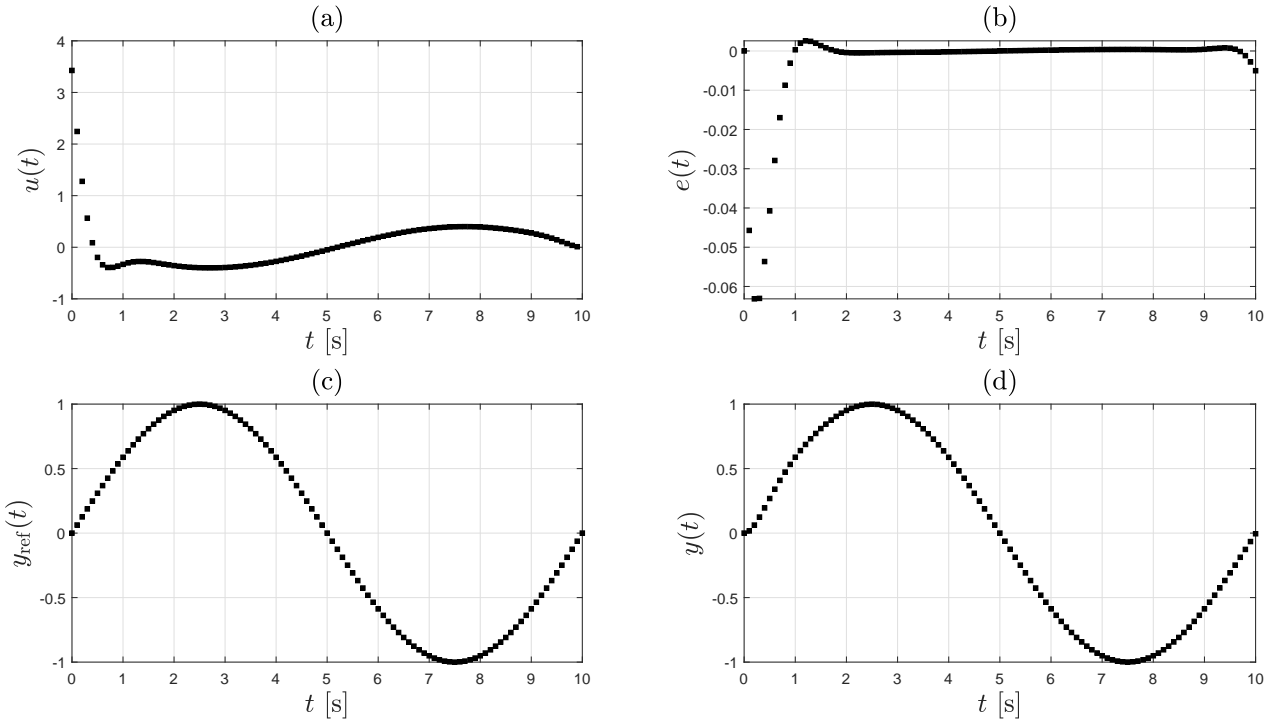 (a)
u(t)
4
3
2
1
0
-1
0 1 2 3 4 5 6 7 8 9 10
t [s]
(b)
e(t)
0
-0.01
-0.02
-0.03
-0.04
-0.05
-0.06
0 1 2 3 4 5 6 7 8 9 10
t [s]
(c)
y_ref(t)
1
0.5
0
-0.5
-1
0 1 2 3 4 5 6 7 8 9 10
t [s]
(d)
y(t)
1
0.5
0
-0.5
-1
0 1 2 3 4 5 6 7 8 9 10
t [s]